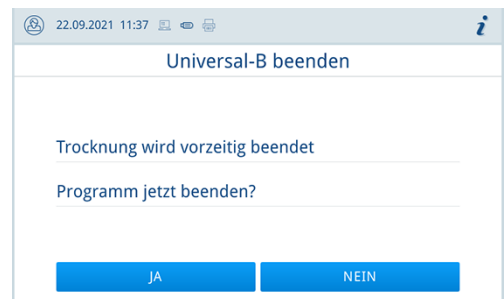 22.09.2021 11:37
i
Universal-B beenden
Trocknung wird vorzeitig beendet
Programm jetzt beenden?
JA
NEIN